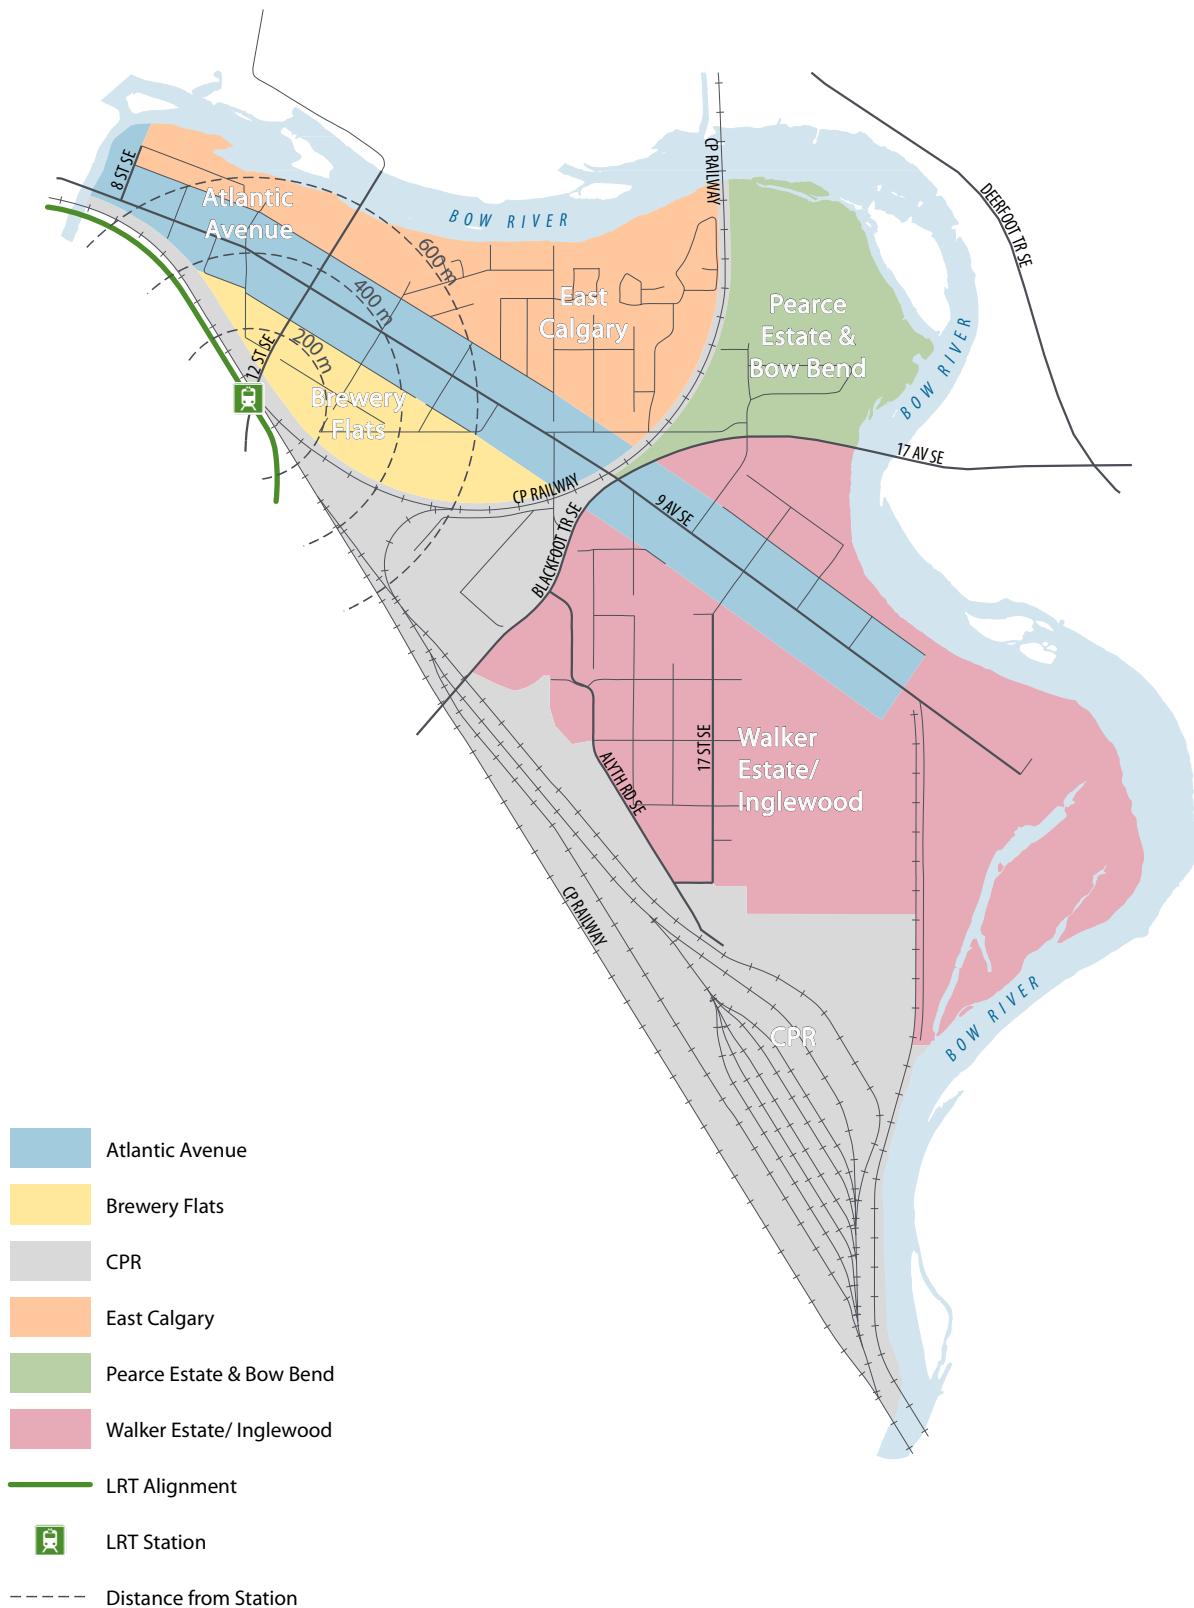 8 ST SE
Atlantic
Avenue
BOW RIVER
CP RAILWAY
DEERFOOT TR SE
600 m
400 m
200 m
12 ST SE
East
Calgary
Pearce
Estate &
Bow Bend
BOW RIVER
Brewery
Flats
17 AV SE
CP RAILWAY
9 AV SE
BLACKFOOT TR SE
17 ST SE
Walker
Estate/
Inglewood
ALYTH RD SE
CP RAILWAY
CPR
BOW RIVER
Atlantic Avenue
Brewery Flats
CPR
East Calgary
Pearce Estate & Bow Bend
Walker Estate/ Inglewood
LRT Alignment
LRT Station
Distance from Station